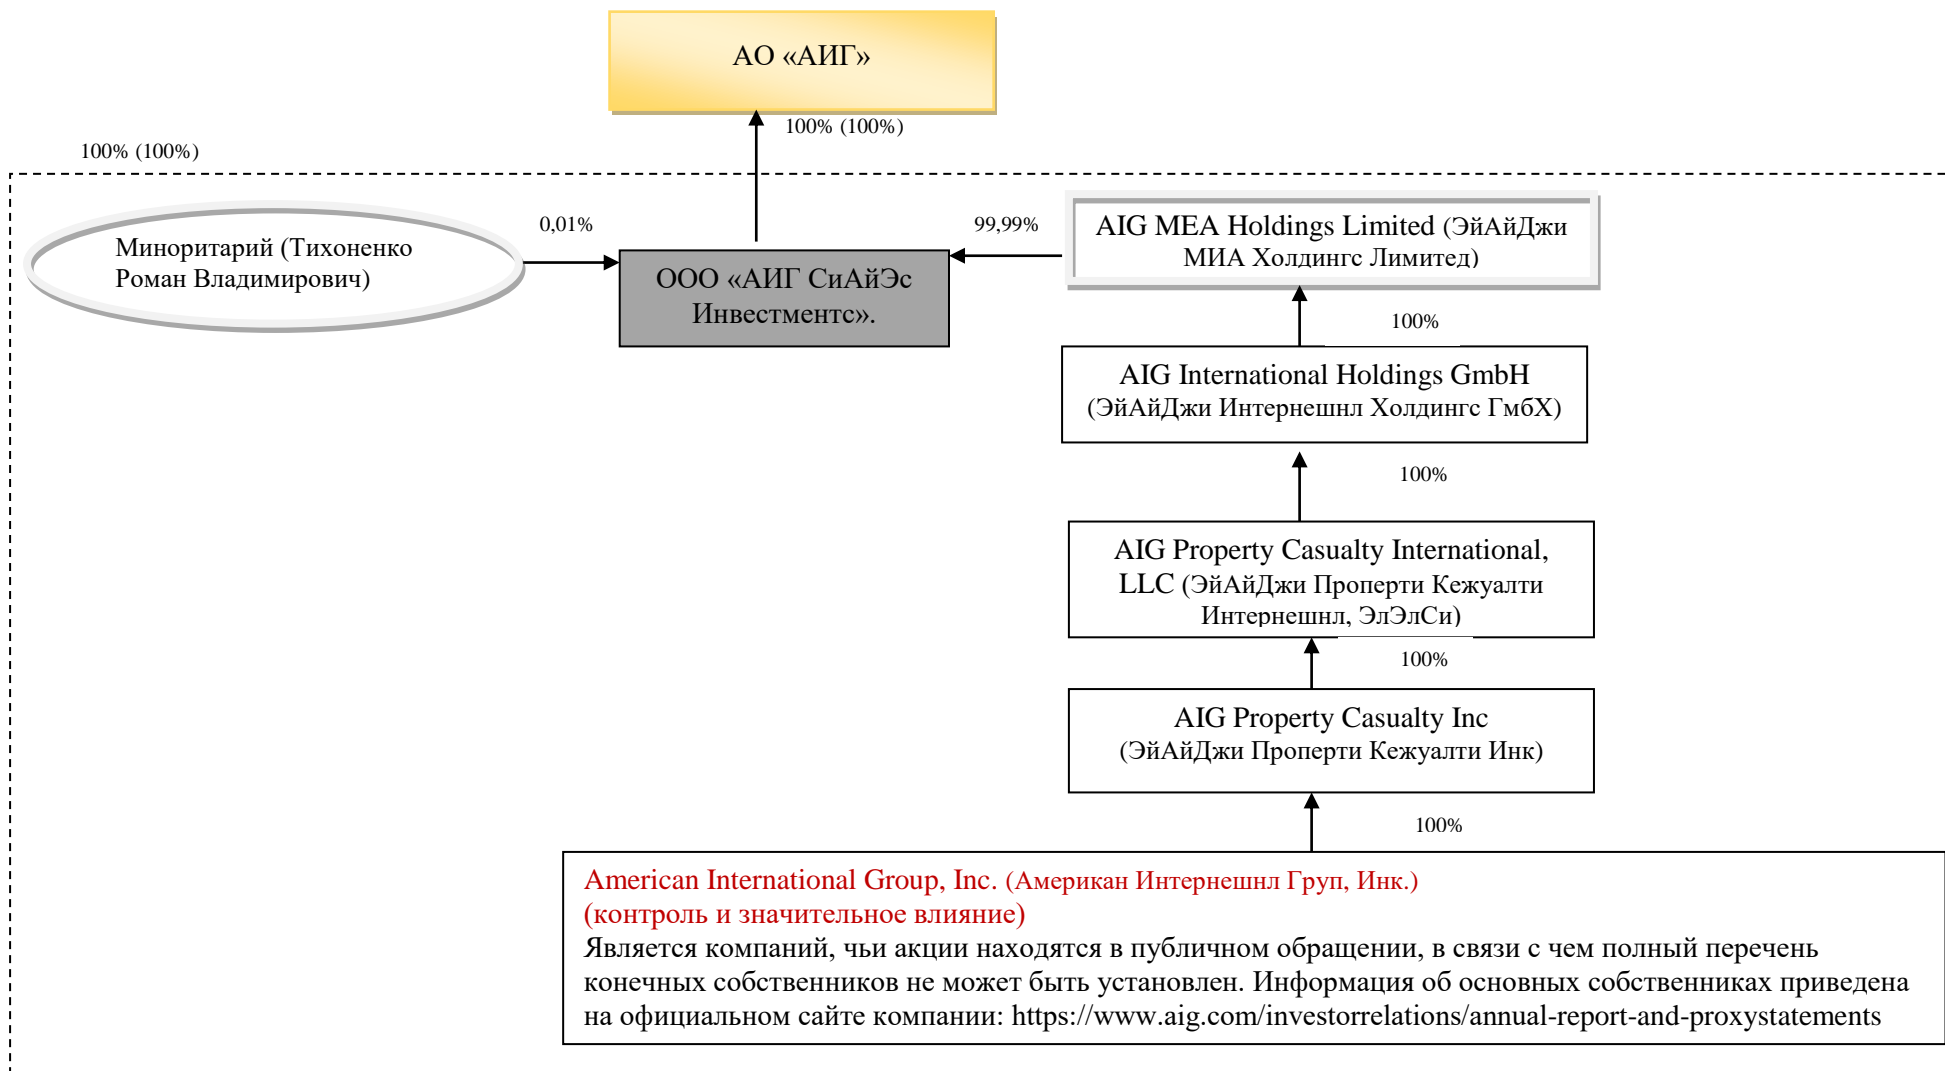 АО «АИГ»
100% (100%)
100% (100%)
Миноритарий (Тихоненко
Роман Владимирович)
0,01%
ООО «АИГ СиАйЭс
Инвестментс».
99,99%
AIG MEA Holdings Limited (ЭйАйДжи
МИА Холдингс Лимитед)
100%
AIG International Holdings GmbH
(ЭйАйДжи Интернешнл Холдингс ГмбХ)
100%
AIG Property Casualty International,
LLC (ЭйАйДжи Проперти Кежуалти
Интернешнл, ЭлЭлСи)
100%
AIG Property Casualty Inc
(ЭйАйДжи Проперти Кежуалти Инк)
100%
American International Group, Inc. (Американ Интернешнл Груп, Инк.)
(контроль и значительное влияние)
Является компаний, чьи акции находятся в публичном обращении, в связи с чем полный перечень
конечных собственников не может быть установлен. Информация об основных собственниках приведена
на официальном сайте компании: https://www.aig.com/investorrelations/annual-report-and-proxystatements